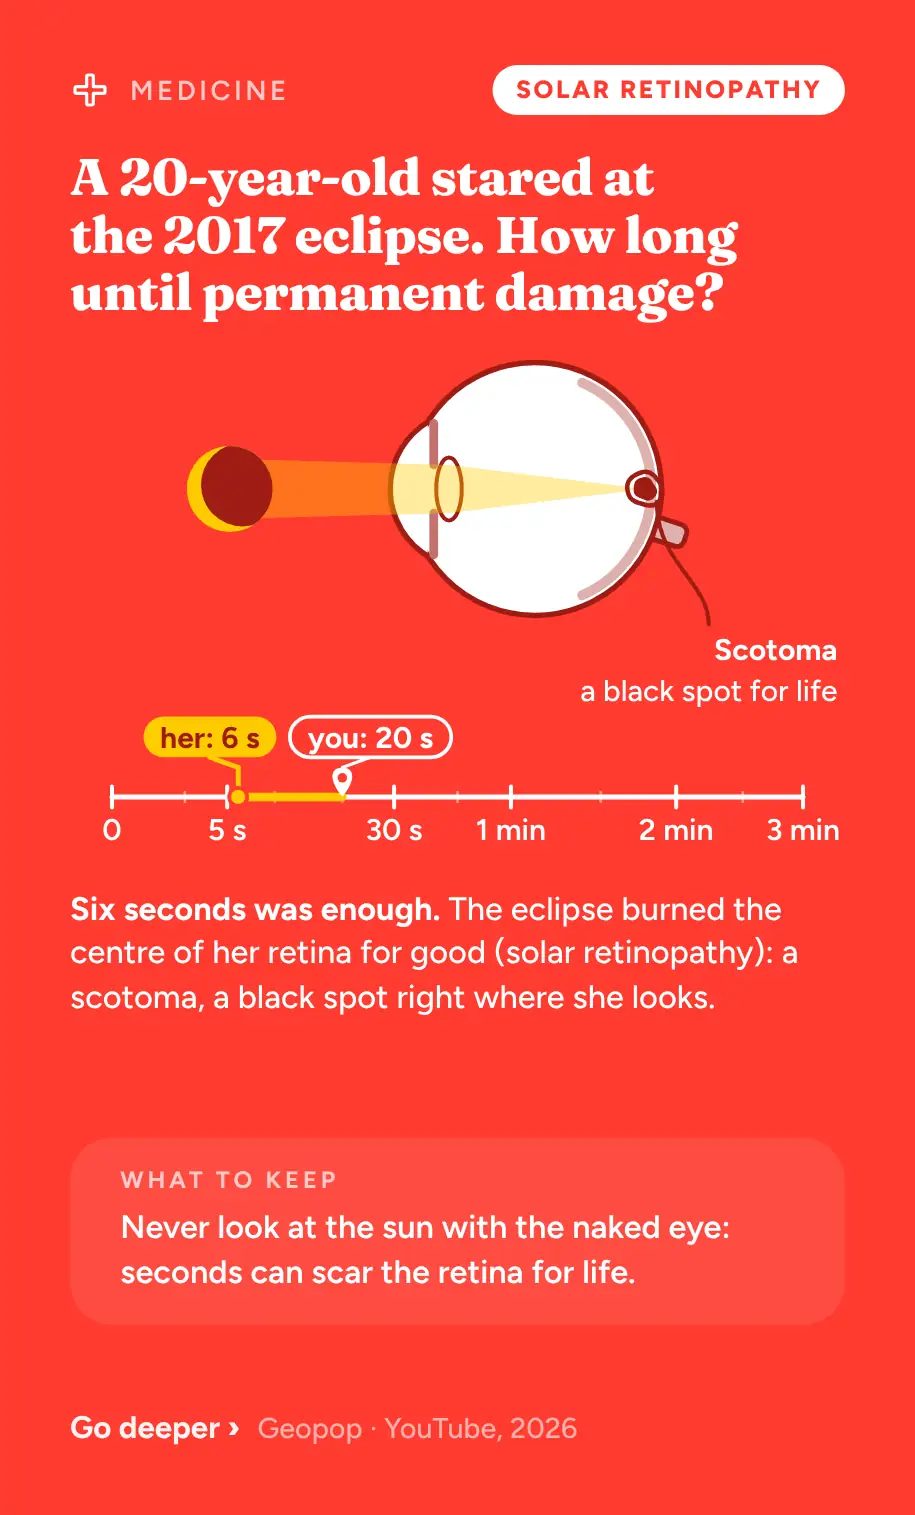 MEDICINE
SOLAR RETINOPATHY
A 20-year-old stared at
the 2017 eclipse. How long
until permanent damage?
Scotoma
a black spot for life
her: 6 s
you: 20 s
0
5 s
30 s
1 min
2 min
3 min
Six seconds was enough. The eclipse burned the
centre of her retina for good (solar retinopathy): a
scotoma, a black spot right where she looks.
WHAT TO KEEP
Never look at the sun with the naked eye:
seconds can scar the retina for life.
Go deeper › Geopop · YouTube, 2026